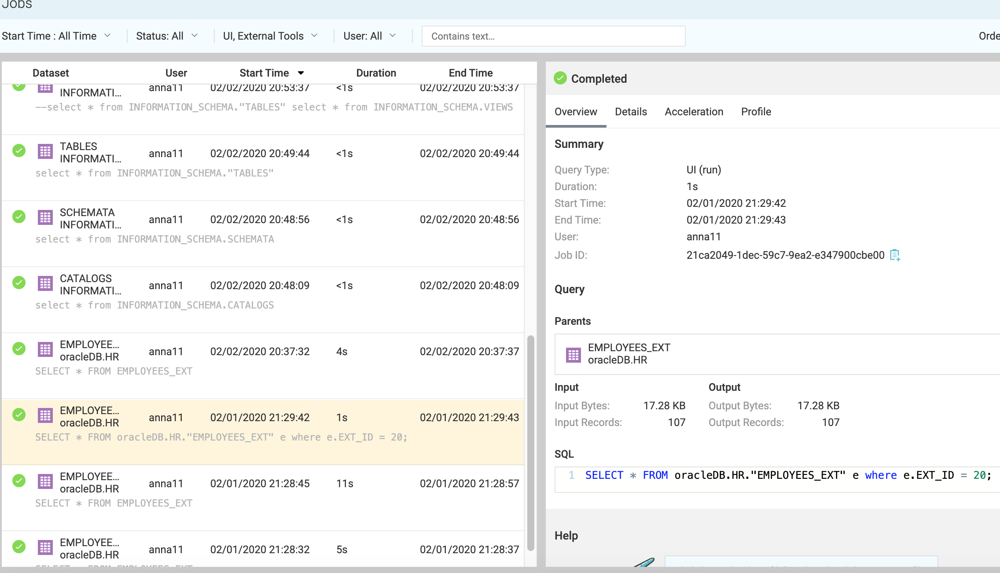 Jobs
Start Time : All Time
Status: All
UI, External Tools
User: All
Contains text...
Orde
Dataset User Start Time Duration End Time
INFORMATI... anna11 02/02/2020 20:53:37 <1s 02/02/2020 20:53:37
--select * from INFORMATION_SCHEMA."TABLES" select * from INFORMATION_SCHEMA.VIEWS
TABLES
INFORMATI... anna11 02/02/2020 20:49:44 <1s 02/02/2020 20:49:44
select * from INFORMATION_SCHEMA."TABLES"
SCHEMATA
INFORMATI... anna11 02/02/2020 20:48:56 <1s 02/02/2020 20:48:56
select * from INFORMATION_SCHEMA.SCHEMATA
CATALOGS
INFORMATI... anna11 02/02/2020 20:48:09 <1s 02/02/2020 20:48:09
select * from INFORMATION_SCHEMA.CATALOGS
EMPLOYEE...
oracleDB.HR anna11 02/02/2020 20:37:32 4s 02/02/2020 20:37:37
SELECT * FROM EMPLOYEES_EXT
EMPLOYEE...
oracleDB.HR anna11 02/01/2020 21:29:42 1s 02/01/2020 21:29:43
SELECT * FROM oracleDB.HR."EMPLOYEES_EXT" e where e.EXT_ID = 20;
EMPLOYEE...
oracleDB.HR anna11 02/01/2020 21:28:45 11s 02/01/2020 21:28:57
SELECT * FROM EMPLOYEES_EXT
EMPLOYEE...
oracleDB.HR anna11 02/01/2020 21:28:32 5s 02/01/2020 21:28:37
SELECT * FROM EMPLOYEES_EXT
Completed
Overview Details Acceleration Profile
Summary
Query Type: UI (run)
Duration: 1s
Start Time: 02/01/2020 21:29:42
End Time: 02/01/2020 21:29:43
User: anna11
Job ID: 21ca2049-1dec-59c7-9ea2-e347900cbe00
Query
Parents
EMPLOYEES_EXT
oracleDB.HR
Input Output
Input Bytes: 17.28 KB Output Bytes: 17.28 KB
Input Records: 107 Output Records: 107
SQL
1 SELECT * FROM oracleDB.HR."EMPLOYEES_EXT" e where e.EXT_ID = 20;
Help